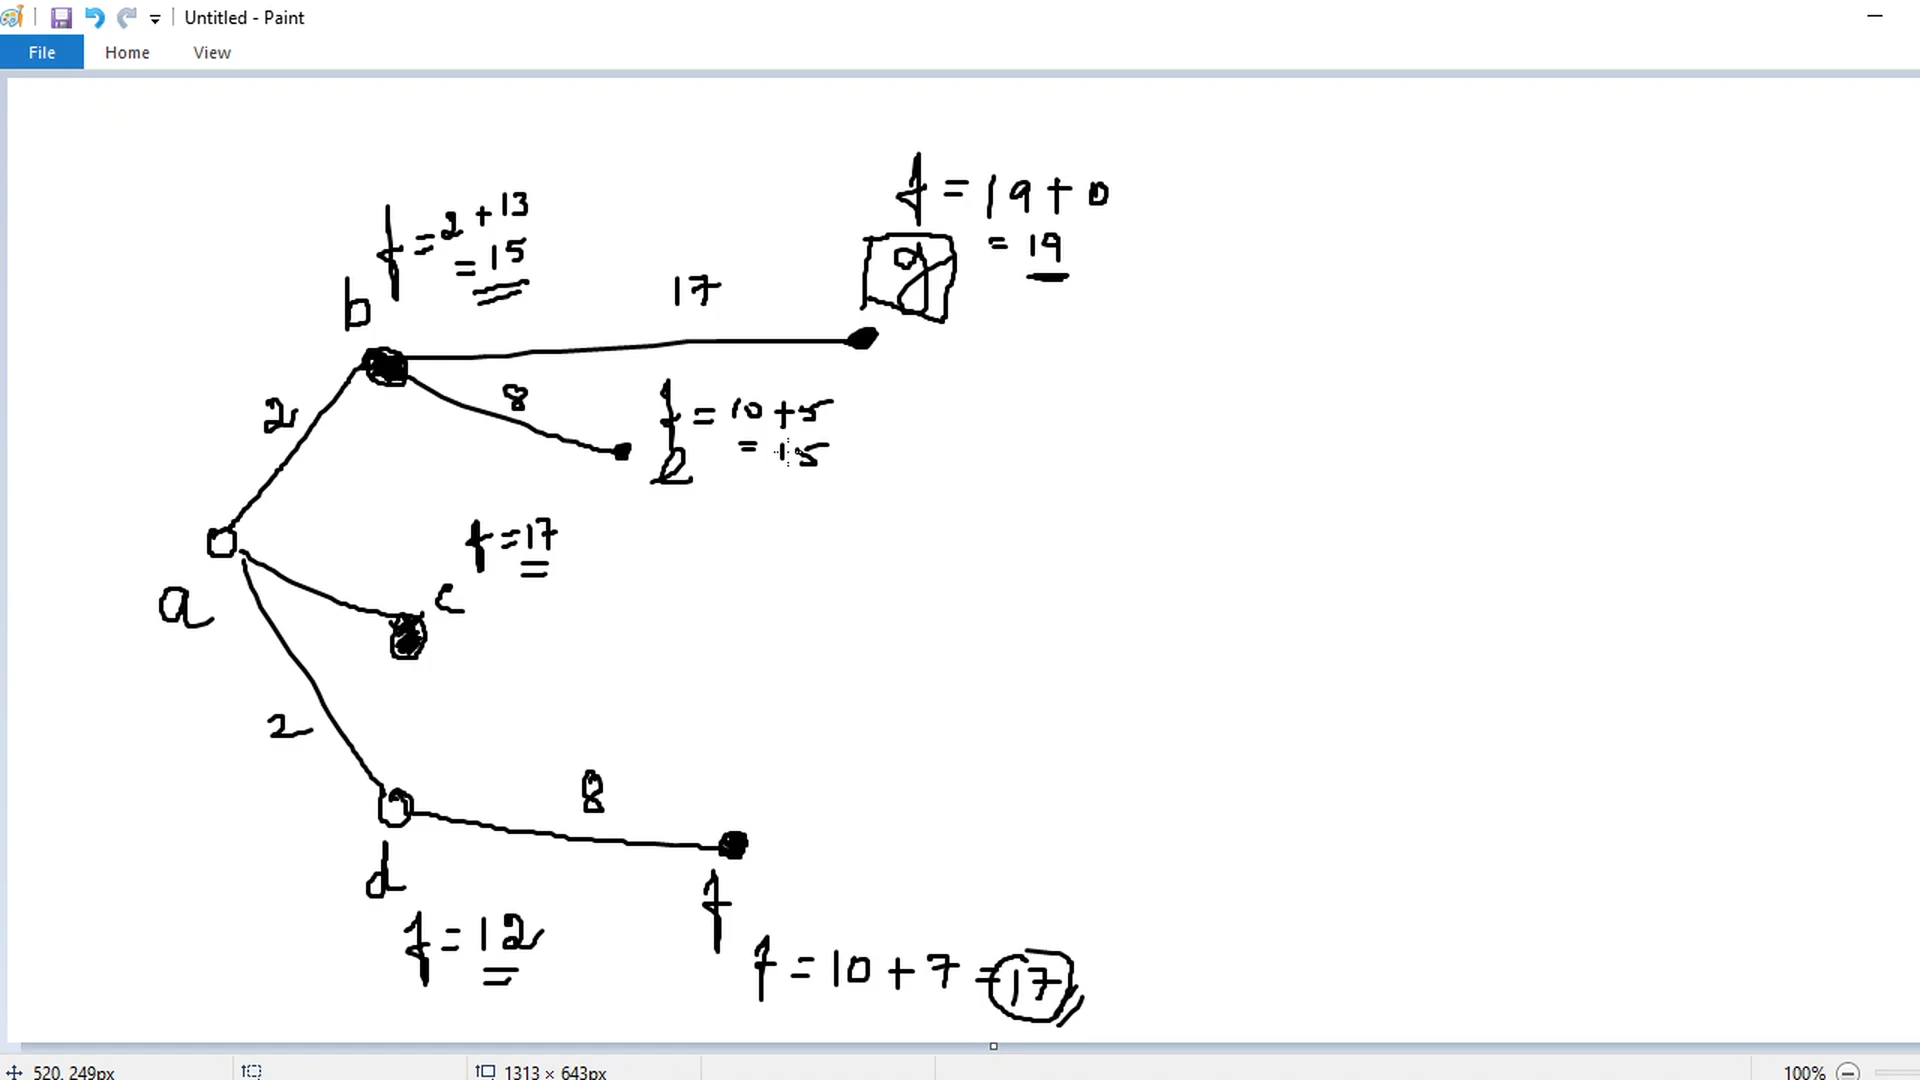 Untitled - Paint
File Home View
f = 19 + 0
= 19
f = 2 + 13
= 15
b
17
g
2
8
f = 10 + 5
= 15
e
f = 17
c
a
2
8
d
f
f = 12
f = 10 + 7 = 17
520, 249px
1313 × 643px
100%